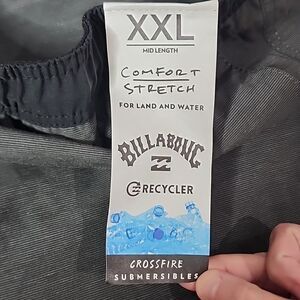 XXL
MID LENGTH
COMFORT
STRETCH
FOR LAND AND WATER
BILLABONG
RECYCLER
CROSSFIRE
SUBMERSIBLES